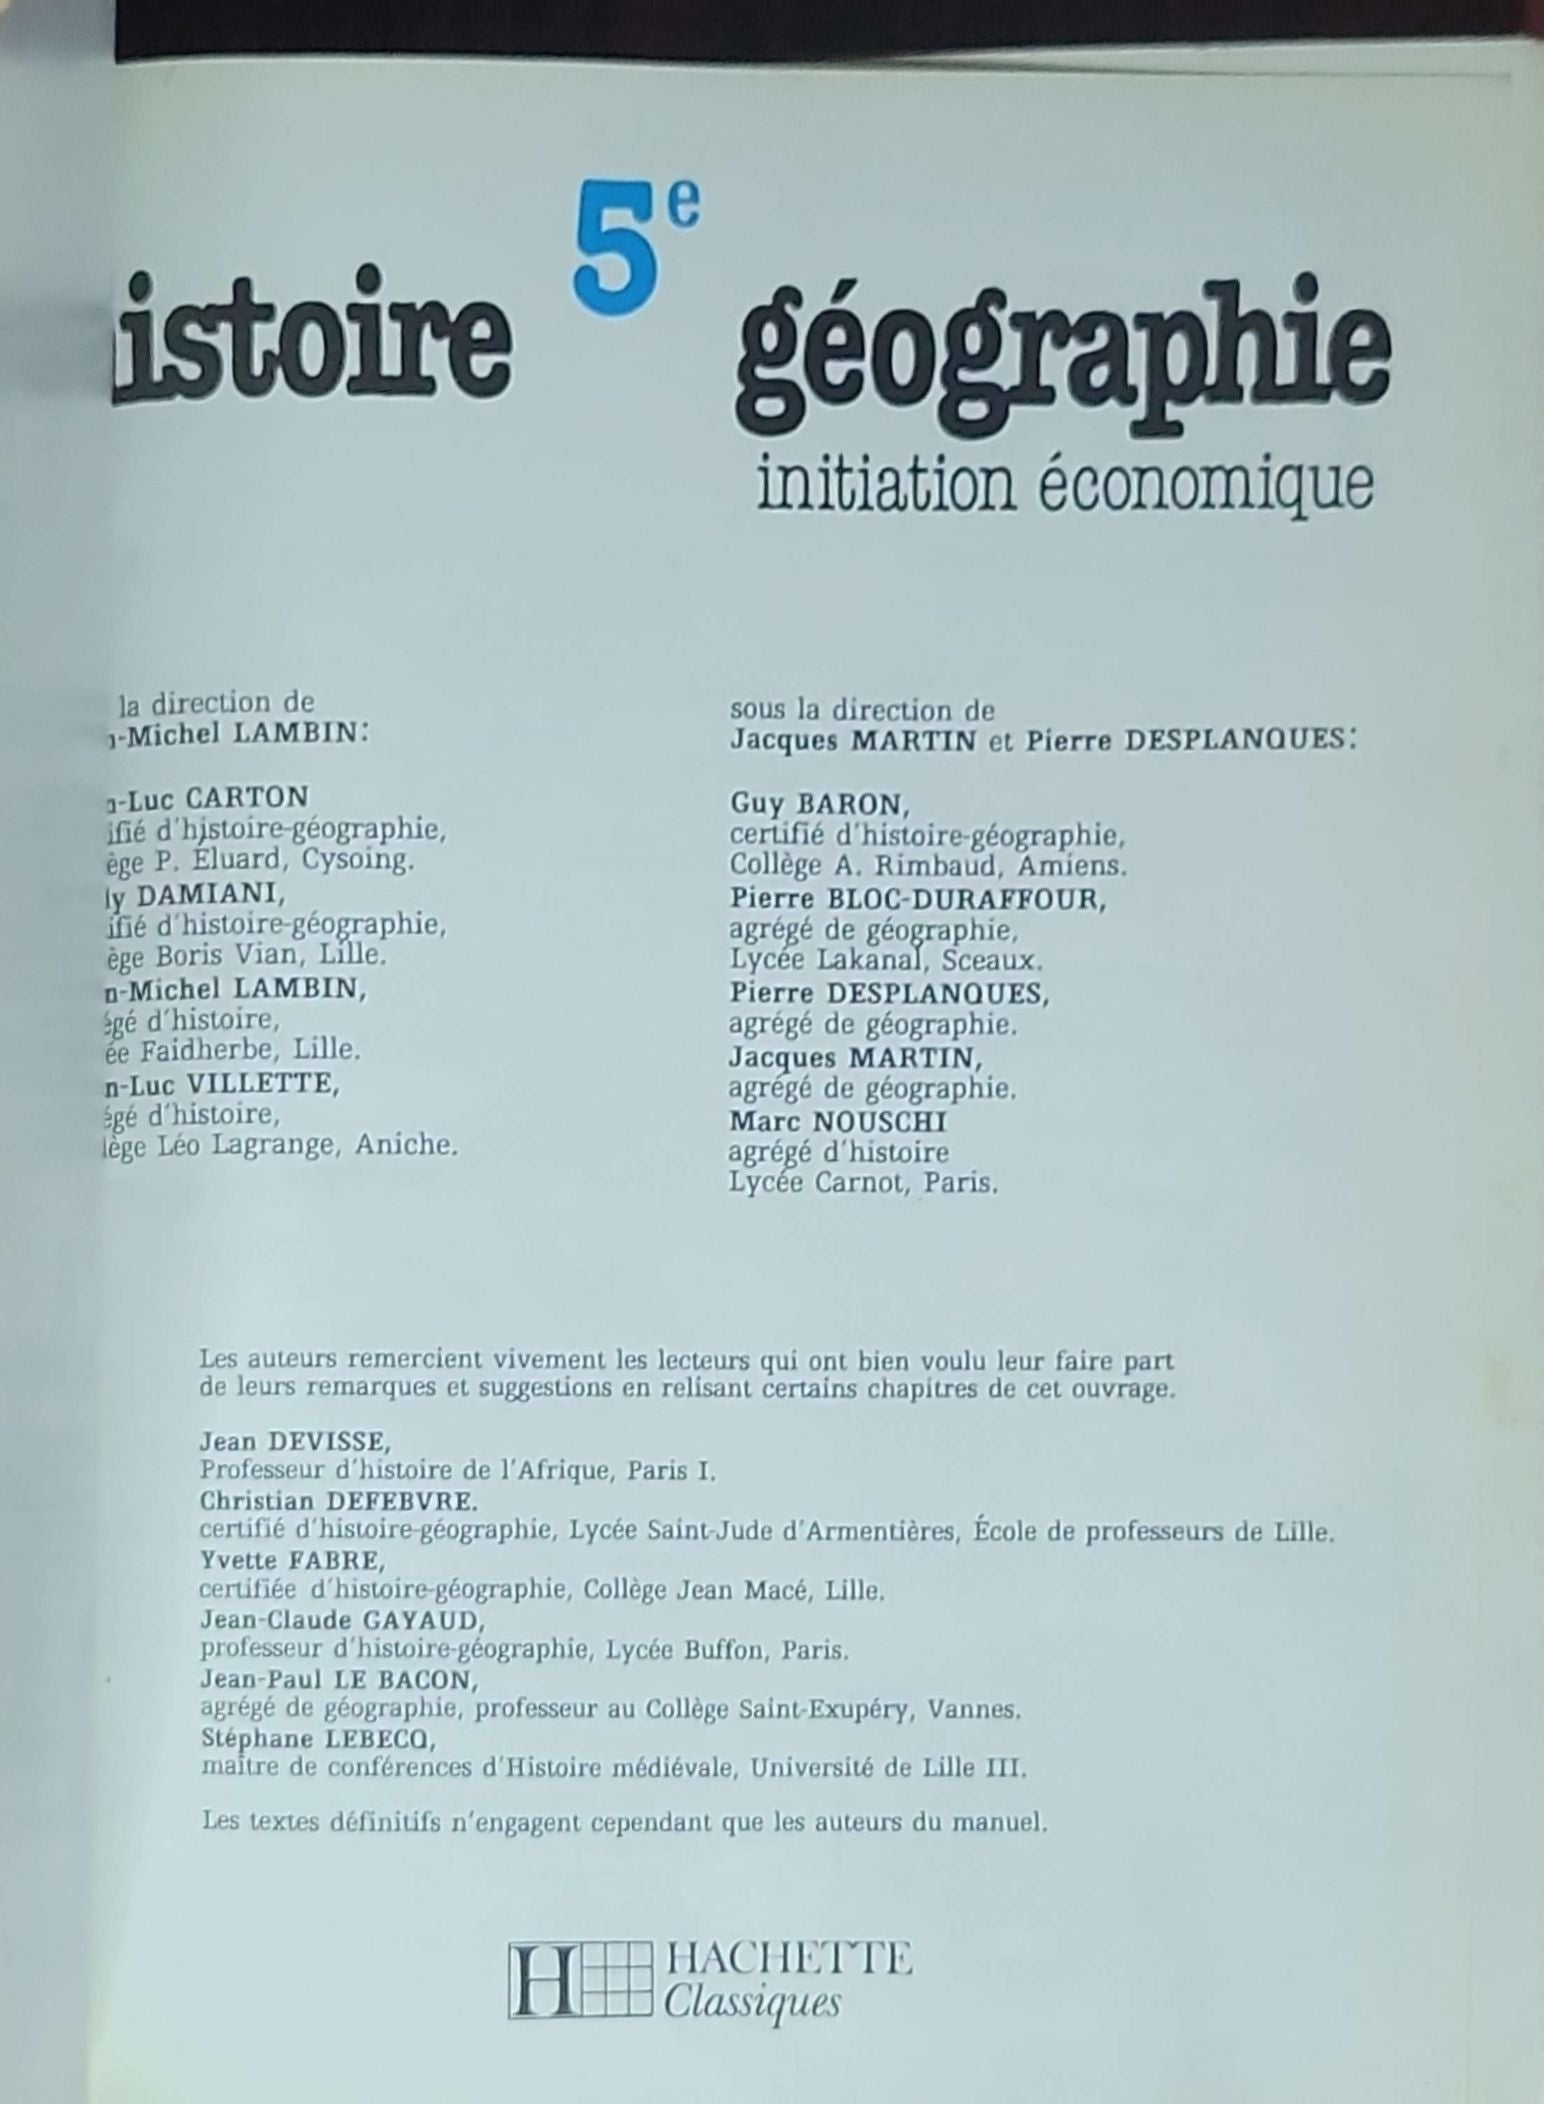 5e
istoire
géographie
initiation économique
la direction de
-Michel LAMBIN:
-Luc CARTON
ifié d'histoire-géographie,
ège P. Éluard, Cysoing.
ly DAMIANI,
ifié d'histoire-géographie,
ège Boris Vian, Lille.
n-Michel LAMBIN,
égé d'histoire,
ée Faidherbe, Lille.
n-Luc VILLETTE,
égé d'histoire,
lège Léo Lagrange, Aniche.
sous la direction de
Jacques MARTIN et Pierre DESPLANQUES:
Guy BARON,
certifié d'histoire-géographie,
Collège A. Rimbaud, Amiens.
Pierre BLOC-DURAFFOUR,
agrégé de géographie,
Lycée Lakanal, Sceaux.
Pierre DESPLANQUES,
agrégé de géographie.
Jacques MARTIN,
agrégé de géographie.
Marc NOUSCHI
agrégé d'histoire
Lycée Carnot, Paris.
Les auteurs remercient vivement les lecteurs qui ont bien voulu leur faire part
de leurs remarques et suggestions en relisant certains chapitres de cet ouvrage.
Jean DEVISSE,
Professeur d'histoire de l'Afrique, Paris I.
Christian DEFEBVRE.
certifié d'histoire-géographie, Lycée Saint-Jude d'Armentières, École de professeurs de Lille.
Yvette FABRE,
certifiée d'histoire-géographie, Collège Jean Macé, Lille.
Jean-Claude GAYAUD,
professeur d'histoire-géographie, Lycée Buffon, Paris.
Jean-Paul LE BACON,
agrégé de géographie, professeur au Collège Saint-Exupéry, Vannes.
Stéphane LEBECQ,
maître de conférences d'Histoire médiévale, Université de Lille III.
Les textes définitifs n'engagent cependant que les auteurs du manuel.
H HACHETTE
Classiques